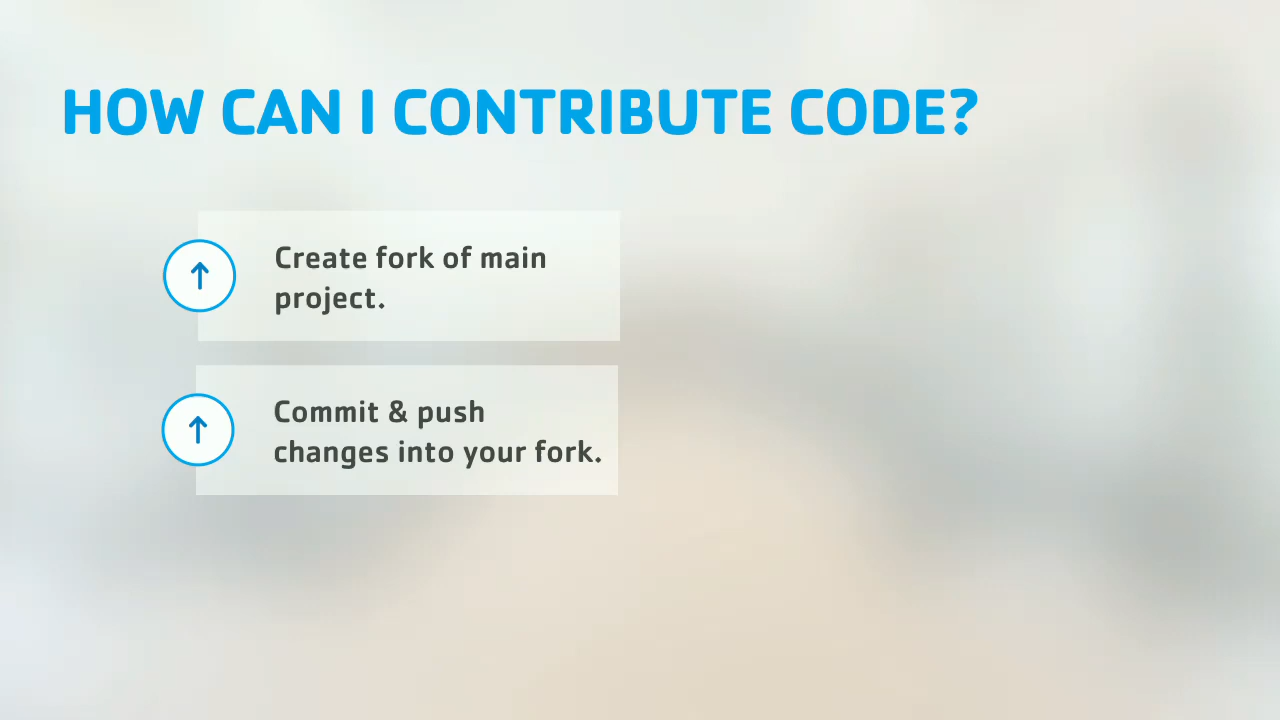 HOW CAN I CONTRIBUTE CODE?
Create fork of main
project.
Commit & push
changes into your fork.